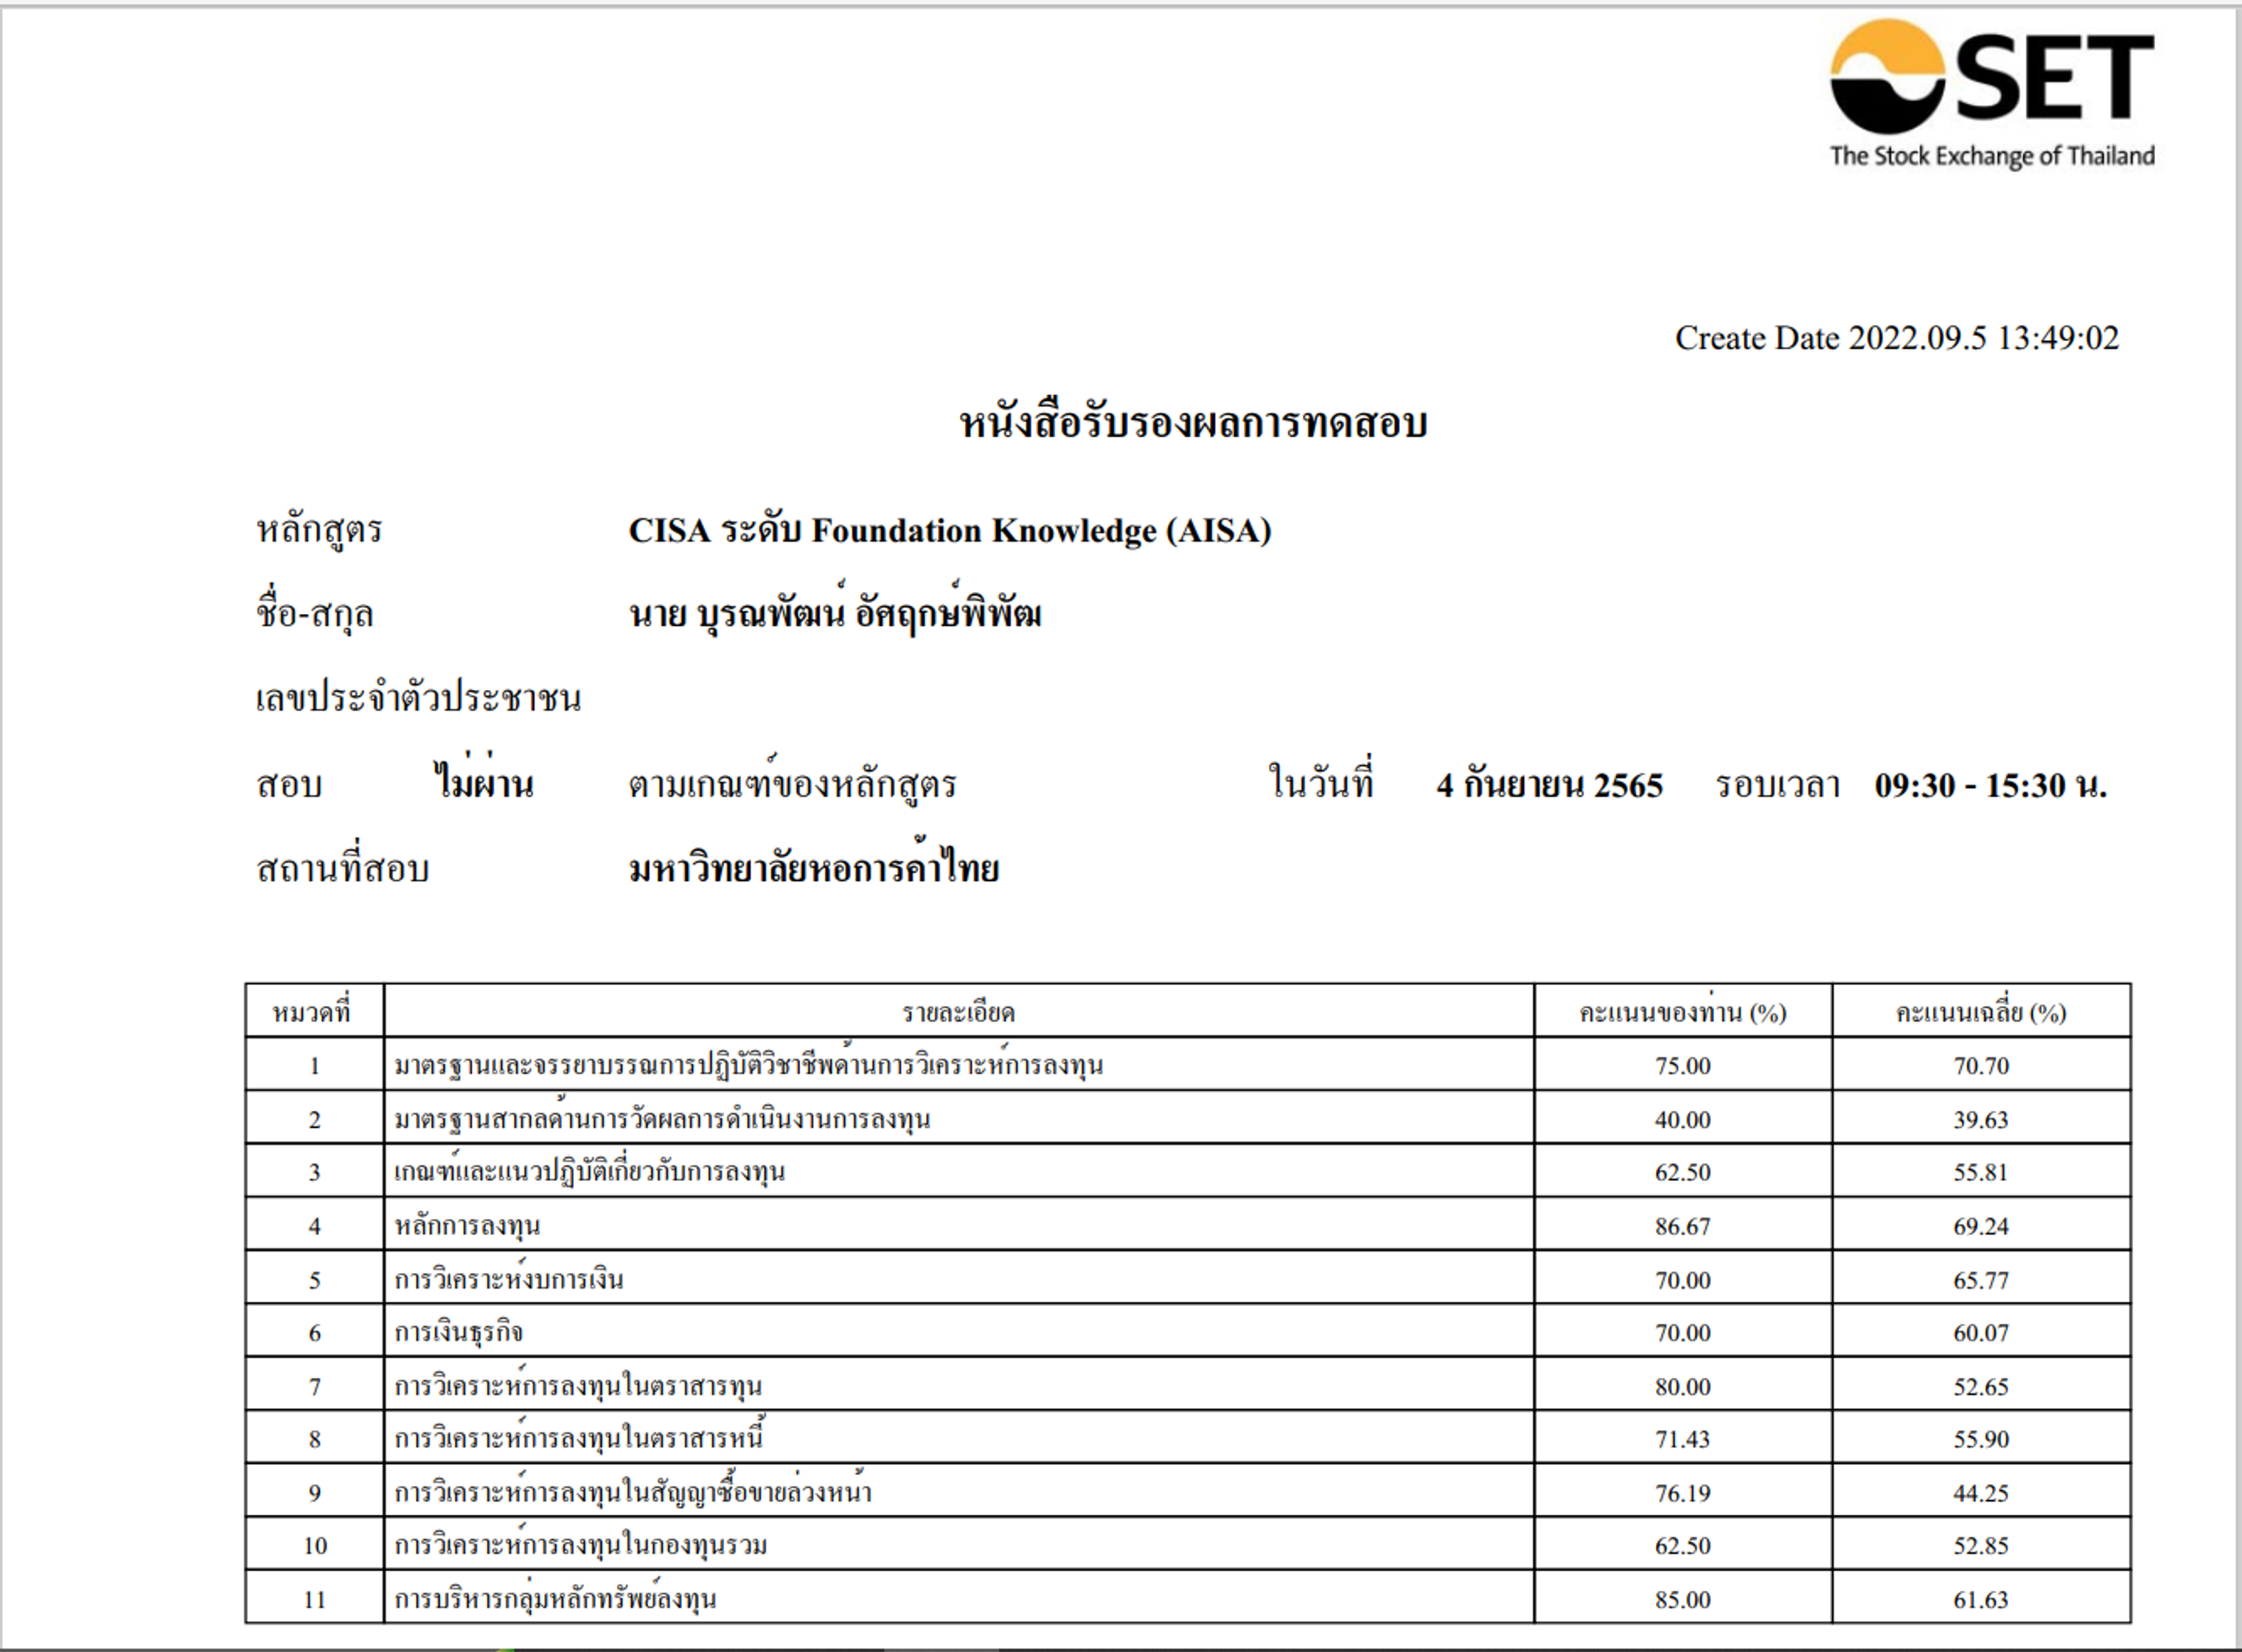 SET
The Stock Exchange of Thailand
Create Date 2022.09.5 13:49:02
หนังสือรับรองผลการทดสอบ
หลักสูตร CISA ระดับ Foundation Knowledge (AISA)
ชื่อ-สกุล นาย บุรณพัฒน์ อัศฤกษ์พิพัฒ
เลขประจำตัวประชาชน
สอบ ไม่ผ่าน ตามเกณฑ์ของหลักสูตร ในวันที่ 4 กันยายน 2565 รอบเวลา 09:30 - 15:30 น.
สถานที่สอบ มหาวิทยาลัยหอการค้าไทย
หมวดที่ รายละเอียด คะแนนของท่าน (%) คะแนนเฉลี่ย (%)
1 มาตรฐานและจรรยาบรรณการปฏิบัติวิชาชีพด้านการวิเคราะห์การลงทุน 75.00 70.70
2 มาตรฐานสากลด้านการวัดผลการดำเนินงานการลงทุน 40.00 39.63
3 เกณฑ์และแนวปฏิบัติเกี่ยวกับการลงทุน 62.50 55.81
4 หลักการลงทุน 86.67 69.24
5 การวิเคราะห์งบการเงิน 70.00 65.77
6 การเงินธุรกิจ 70.00 60.07
7 การวิเคราะห์การลงทุนในตราสารทุน 80.00 52.65
8 การวิเคราะห์การลงทุนในตราสารหนี้ 71.43 55.90
9 การวิเคราะห์การลงทุนในสัญญาซื้อขายล่วงหน้า 76.19 44.25
10 การวิเคราะห์การลงทุนในกองทุนรวม 62.50 52.85
11 การบริหารกลุ่มหลักทรัพย์ลงทุน 85.00 61.63